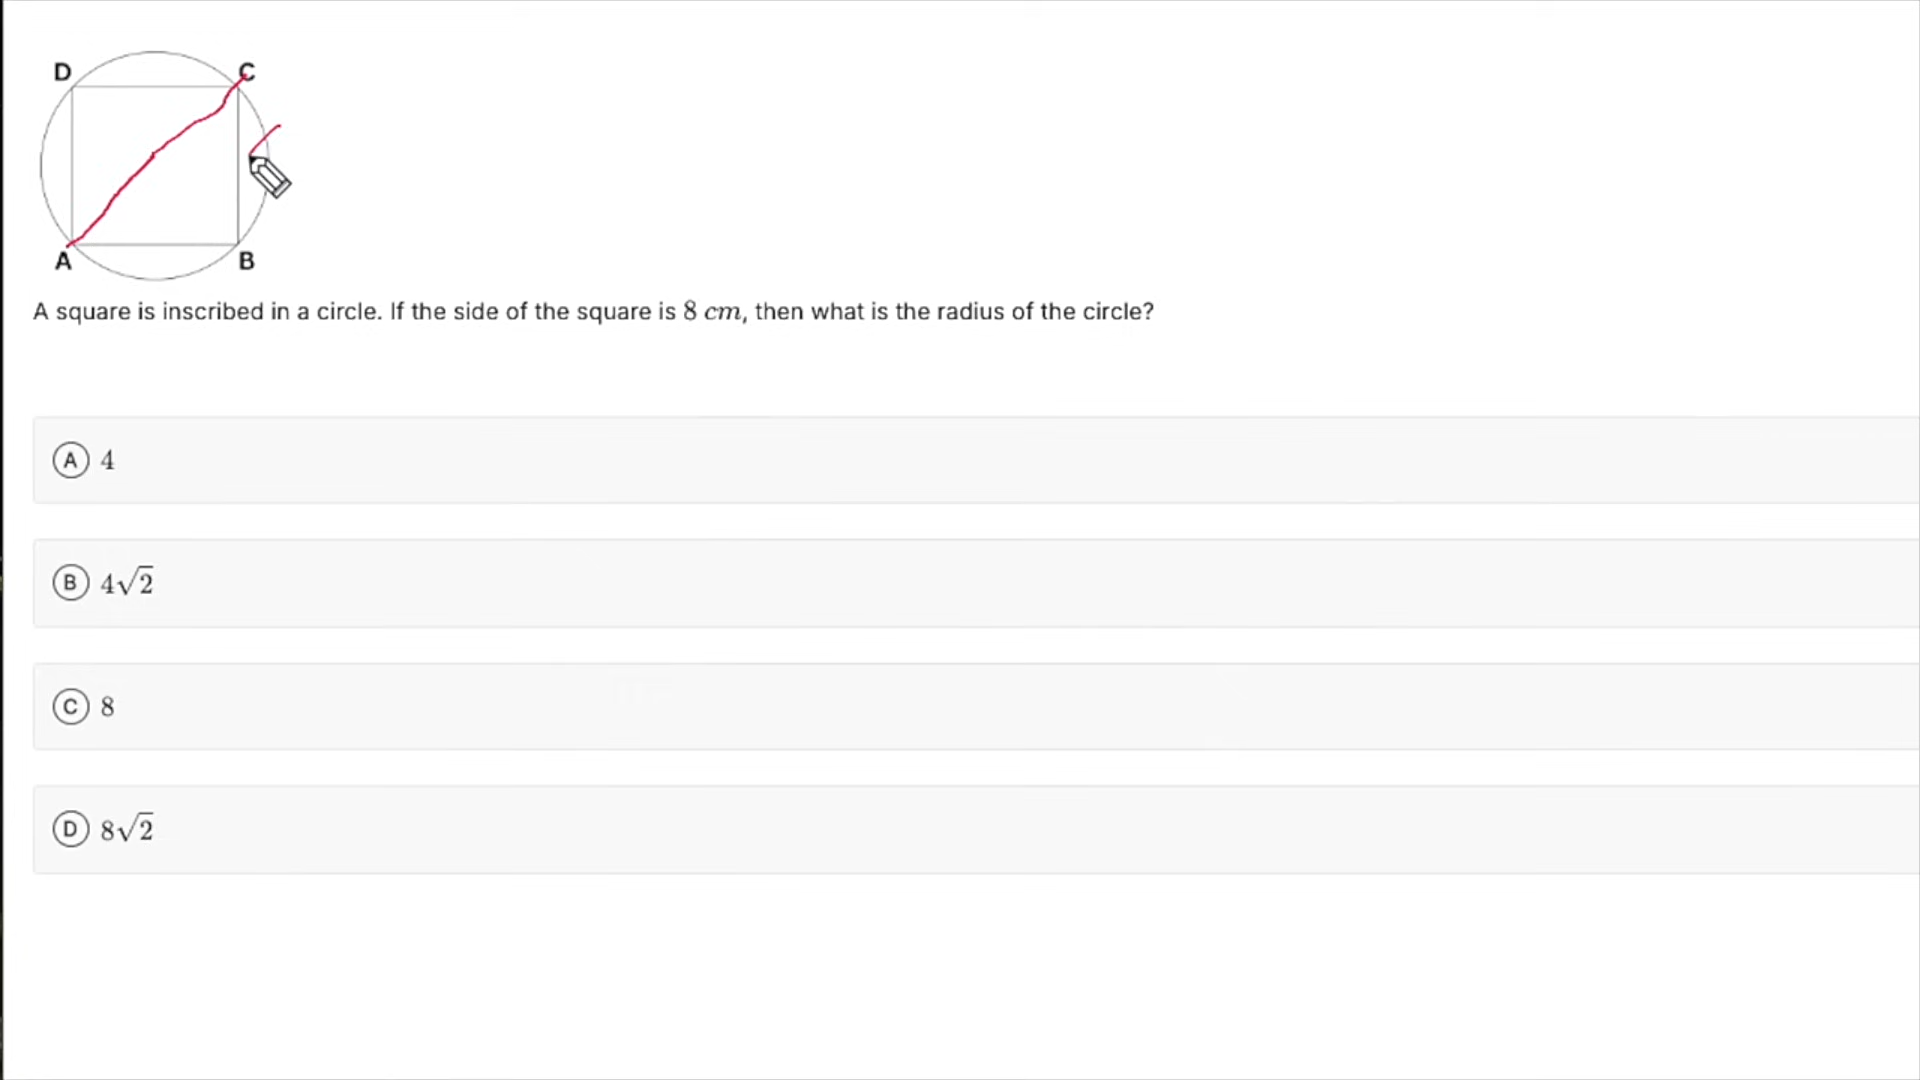 D C
A B
A square is inscribed in a circle. If the side of the square is 8 cm, then what is the radius of the circle?
A 4
B 4√2
C 8
D 8√2